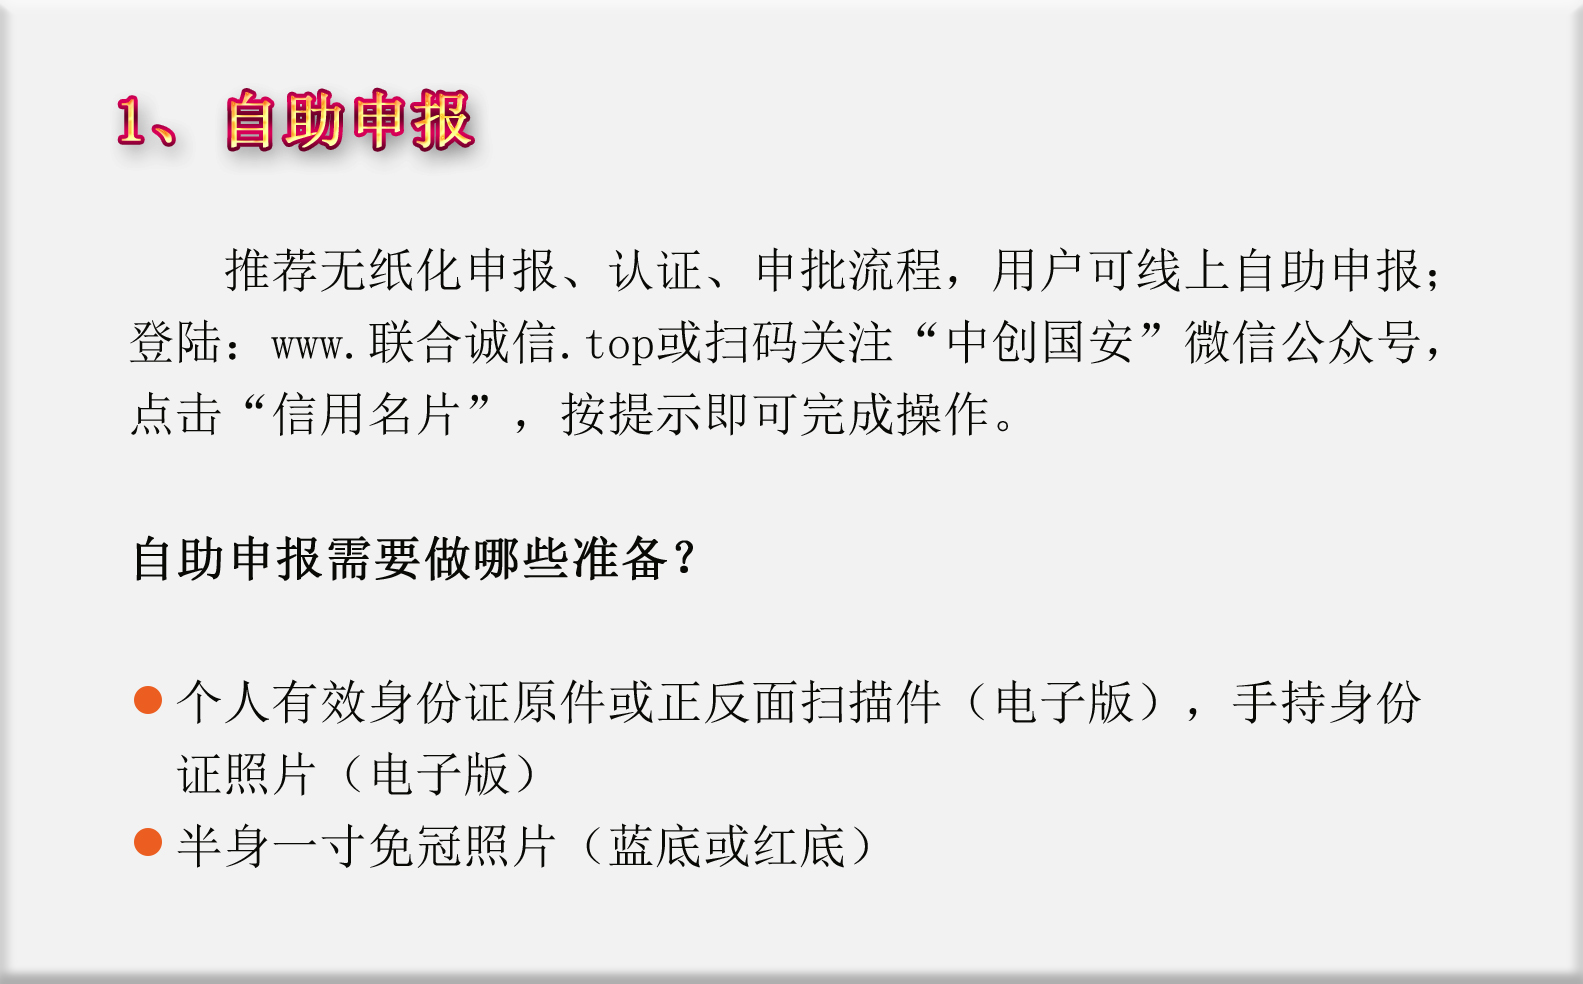 1、自助申报
推荐无纸化申报、认证、申批流程，用户可线上自助申报；
登陆：www.联合诚信.top或扫码关注“中创国安”微信公众号，
点击“信用名片”，按提示即可完成操作。
自助申报需要做哪些准备？
个人有效身份证原件或正反面扫描件（电子版），手持身份
证照片（电子版）
半身一寸免冠照片（蓝底或红底）